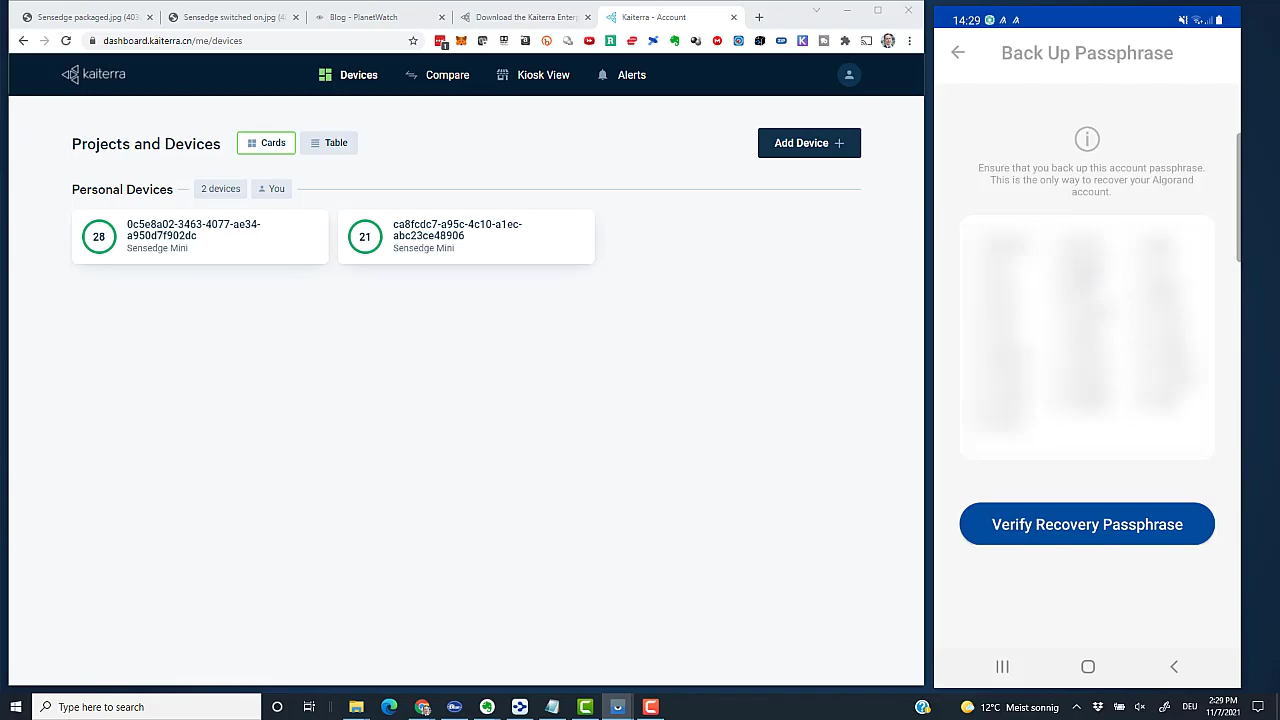 Sensedge packaged.jpg (403
Sensedge switched on.jpg (4
Blog - PlanetWatch
Download the Kaiterra Enter
Kaiterra - Account
dashboard.kaiterra.cn/me/devices
kaiterra
Devices
Compare
Kiosk View
Alerts
Projects and Devices
Cards
Table
Add Device +
Personal Devices
2 devices
You
28
0c5e8a02-3463-4077-ae34-
a950d7f902dc
Sensedge Mini
21
ca8fcdc7-a95c-4c10-a1ec-
abc23ce48906
Sensedge Mini
14:29
Back Up Passphrase
Ensure that you back up this account passphrase.
This is the only way to recover your Algorand
account.
Verify Recovery Passphrase
Type here to search
12°C Meist sonnig
DEU
2:29 PM
11/7/2021